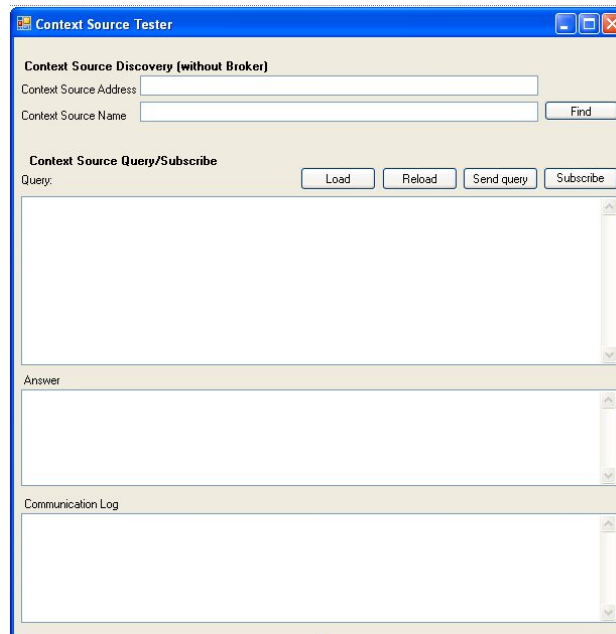 Context Source Tester
Context Source Discovery (without Broker)
Context Source Address
Context Source Name
Find
Context Source Query/Subscribe
Query: Load Reload Send query Subscribe
Answer
Communication Log